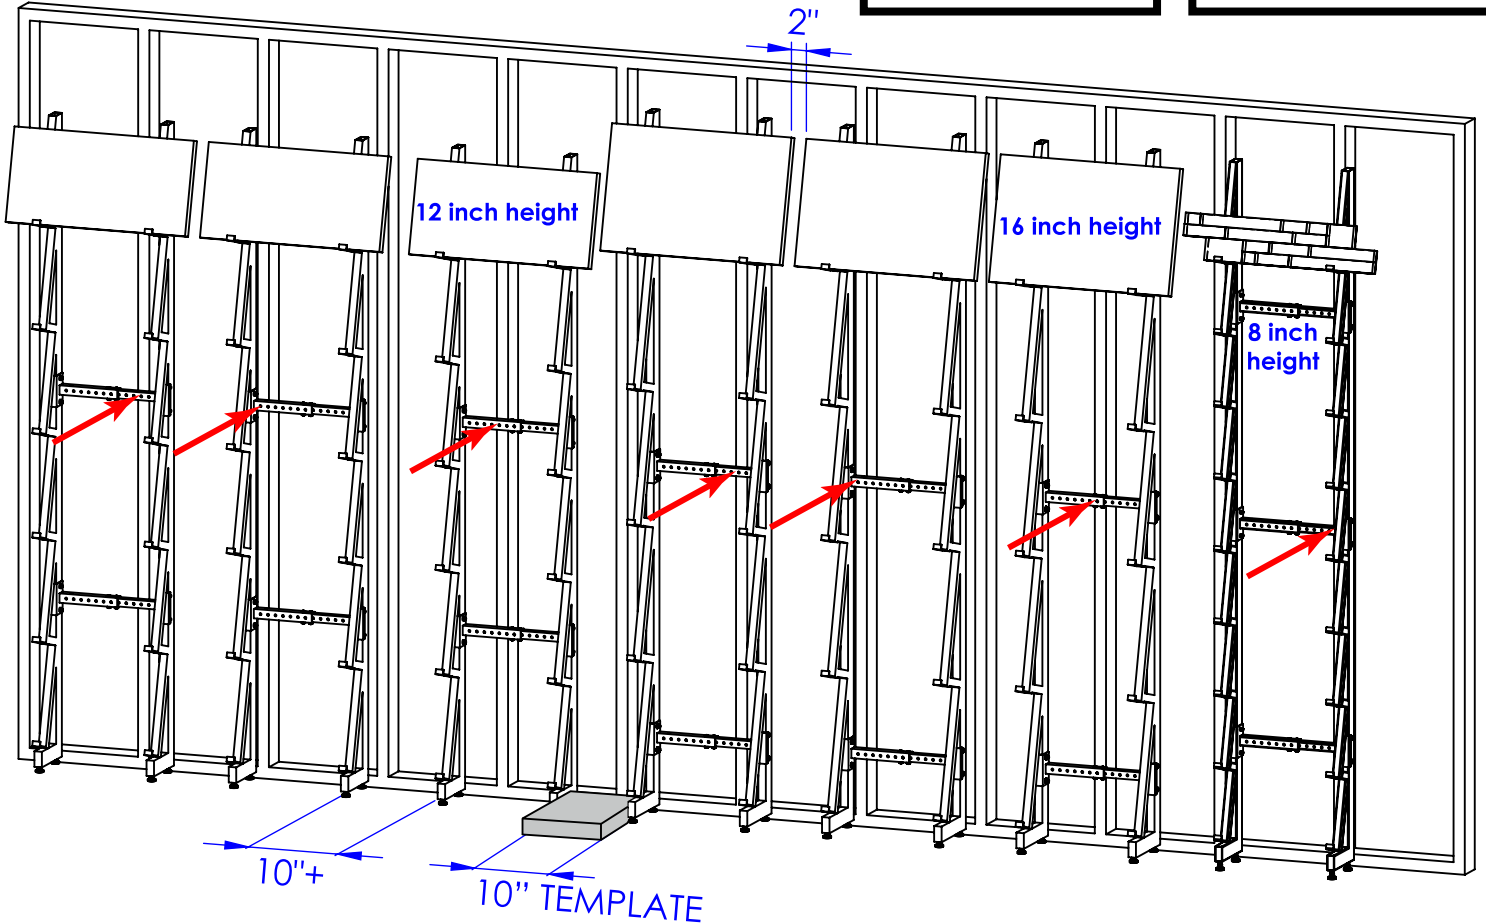 2"
12 inch height
16 inch height
8 inch
height
10"+
10" TEMPLATE